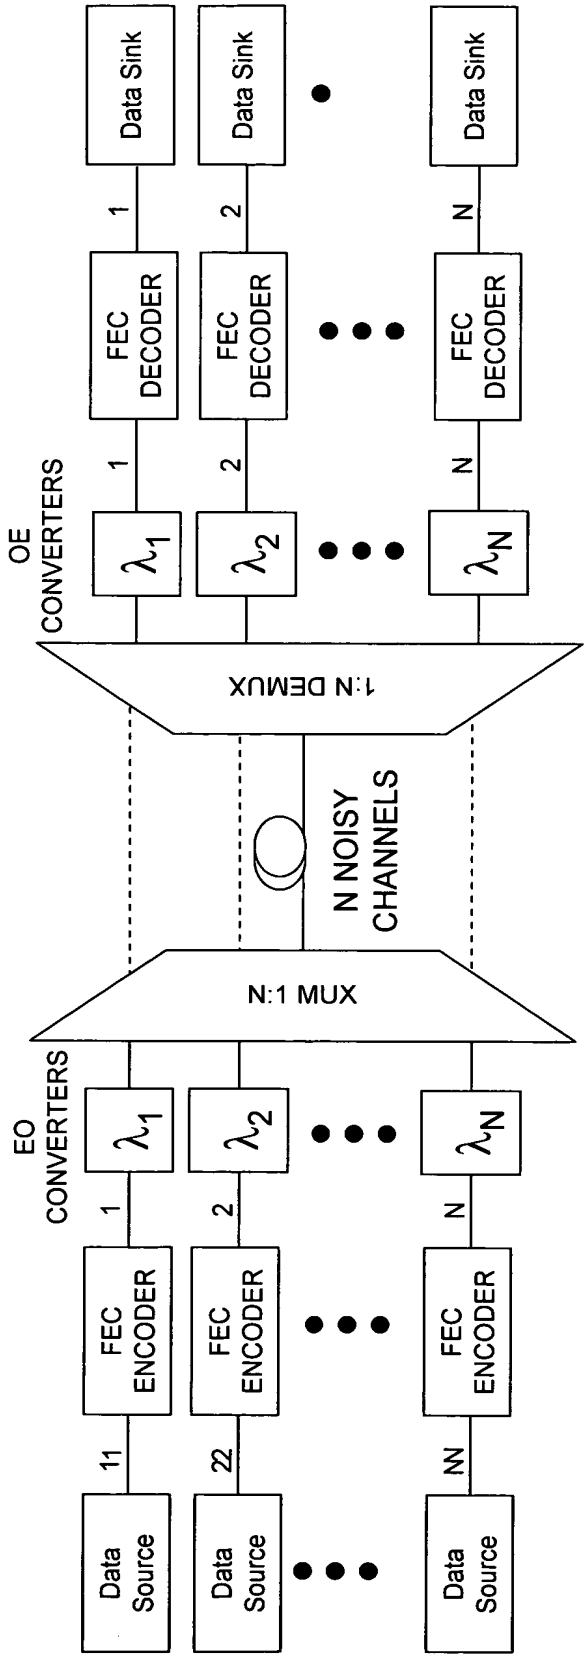 EO
CONVERTERS
OE
CONVERTERS
Data
Source
11
FEC
ENCODER
1
λ1
λ1
1
FEC
DECODER
1
Data Sink
Data
Source
22
FEC
ENCODER
2
λ2
N:1 MUX
1:N DEMUX
λ2
2
FEC
DECODER
2
Data Sink
N NOISY
CHANNELS
Data
Source
NN
FEC
ENCODER
N
λN
λN
N
FEC
DECODER
N
Data Sink